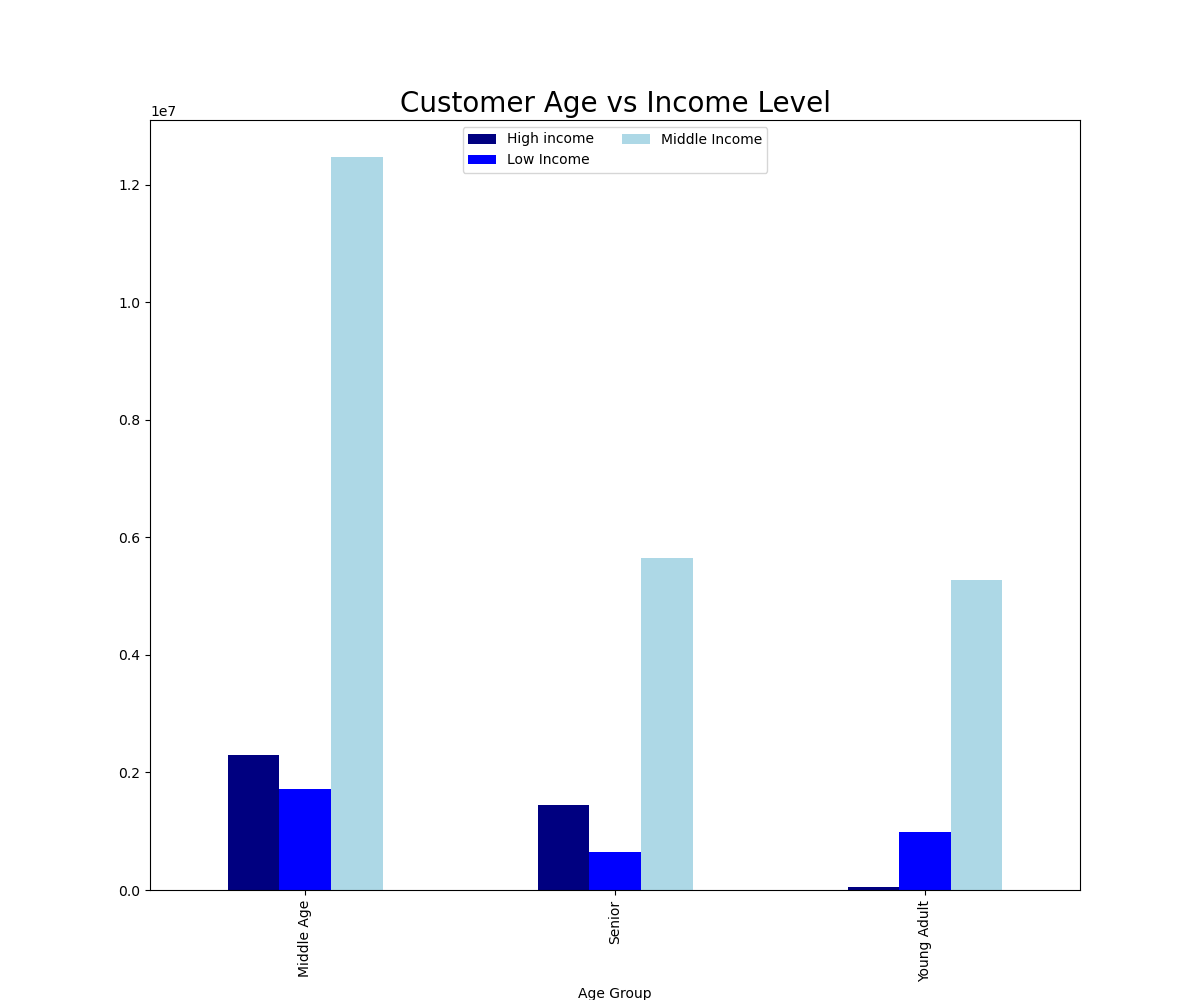 Customer Age vs Income Level
1e7
High income
Low Income
Middle Income
1.2
1.0
0.8
0.6
0.4
0.2
0.0
Middle Age
Senior
Young Adult
Age Group